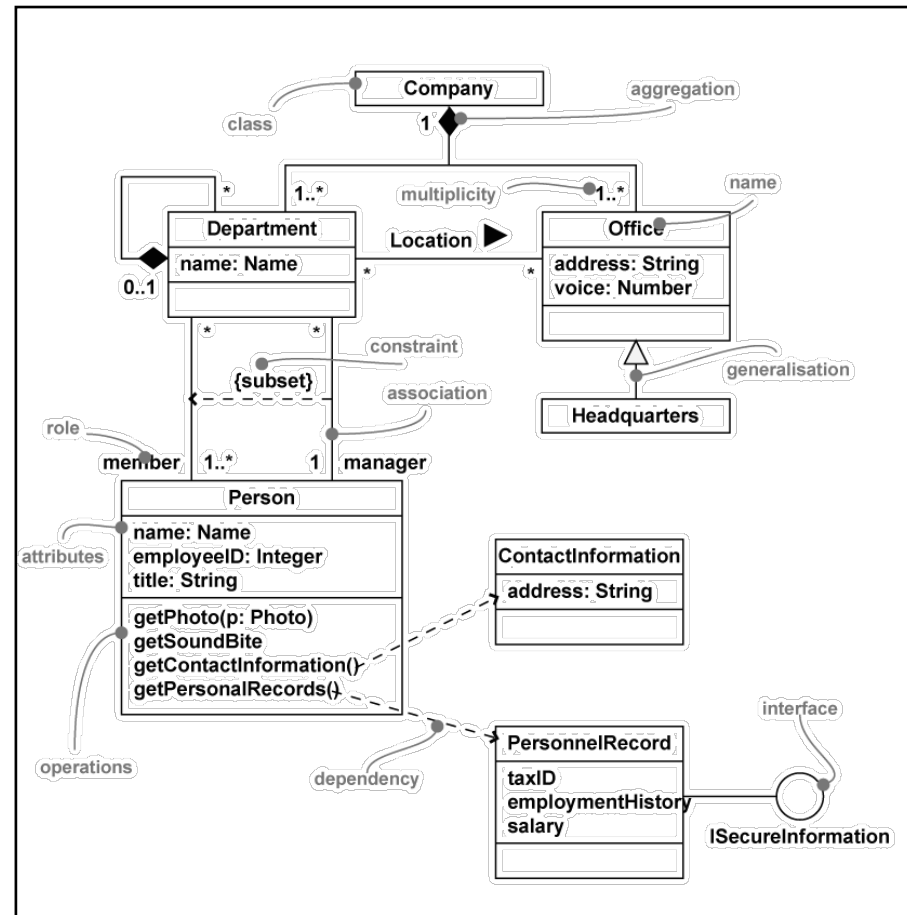 Company
aggregation
class
1
*
1..*
multiplicity
1..*
name
Department
Location
Office
name: Name
address: String
voice: Number
0..1
*
*
*
*
constraint
{subset}
generalisation
association
Headquarters
role
member
1..*
1
manager
Person
attributes
name: Name
employeeID: Integer
title: String
ContactInformation
address: String
getPhoto(p: Photo)
getSoundBite
getContactInformation()
getPersonalRecords()
operations
dependency
interface
PersonnelRecord
taxID
employmentHistory
salary
ISecureInformation